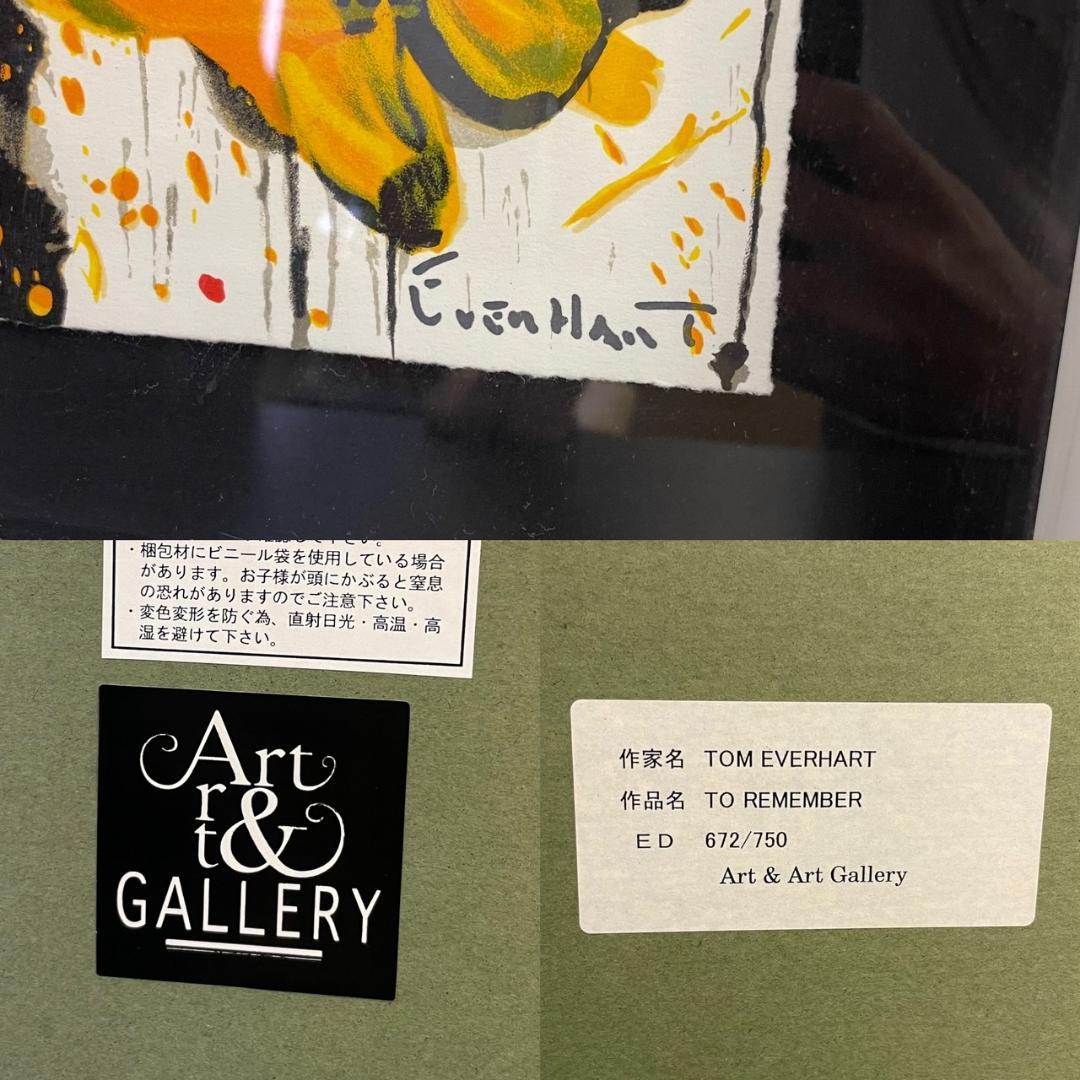 EVERHART
・梱包材にビニール袋を使用している場合
があります。お子様が頭にかぶると窒息
の恐れがありますのでご注意下さい。
・変色変形を防ぐ為、直射日光・高温・高
湿を避けて下さい。
Art
rt&
GALLERY
作家名 TOM EVERHART
作品名 TO REMEMBER
ＥＤ 672/750
Art & Art Gallery